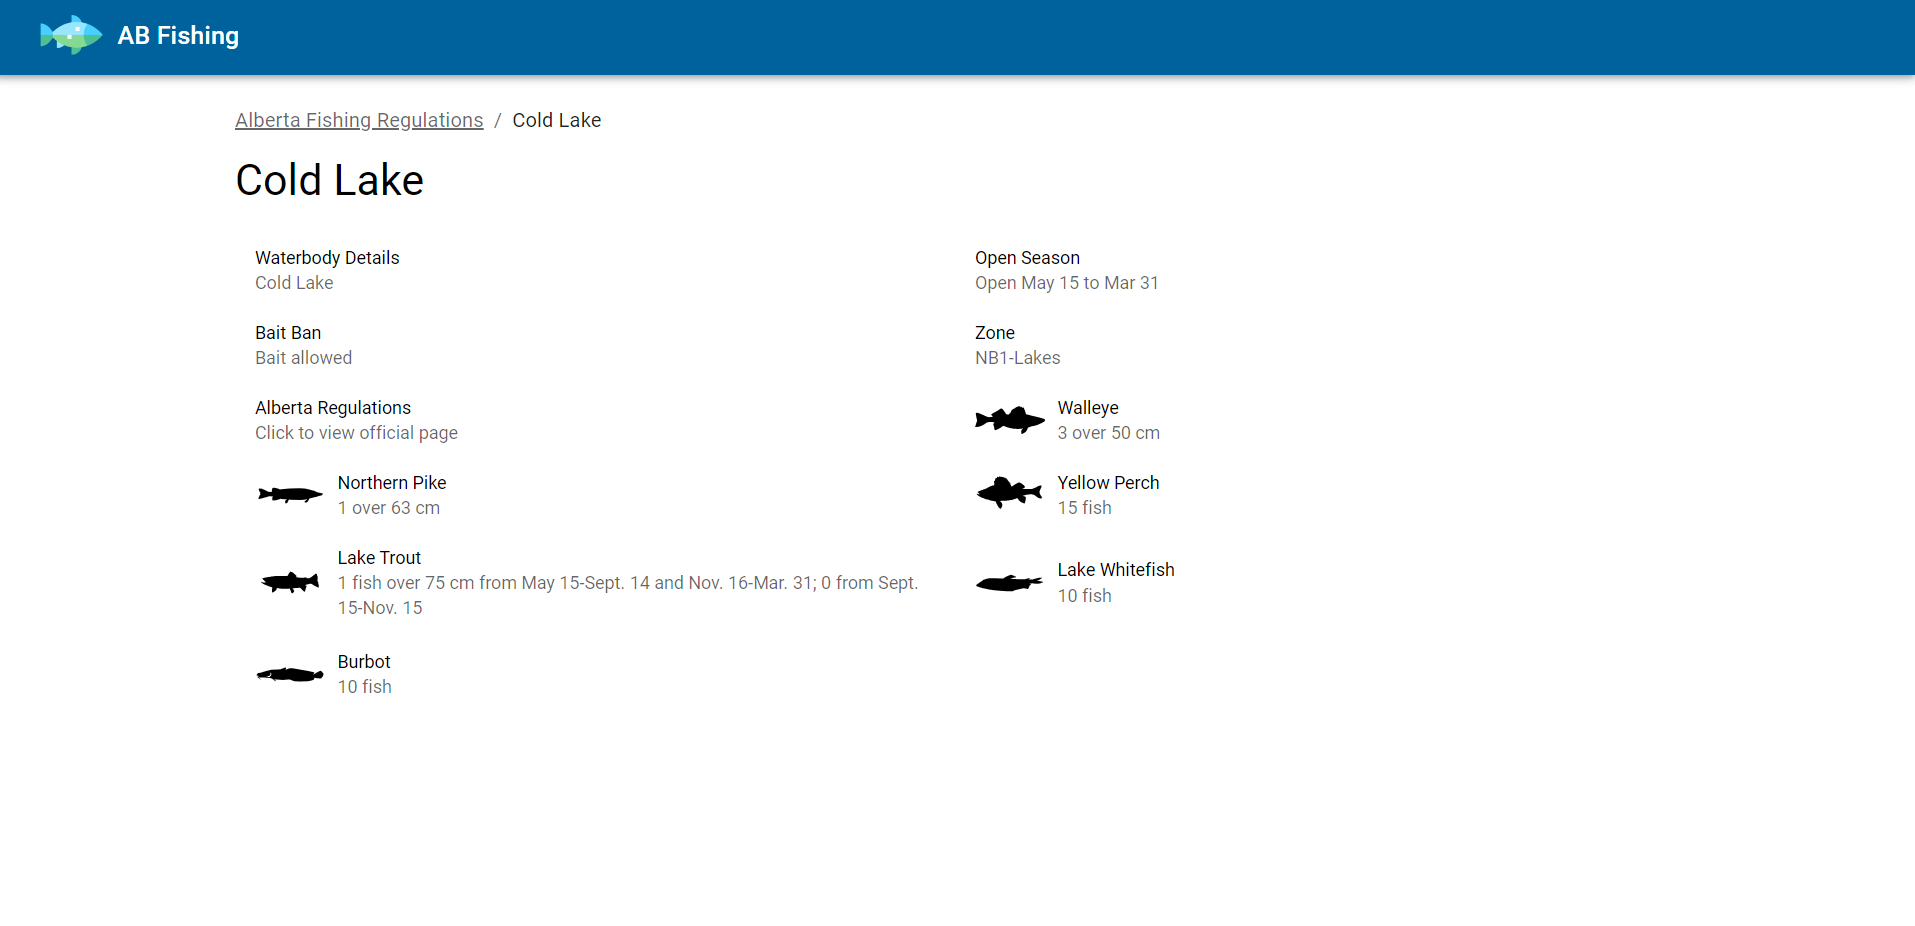 AB Fishing
Alberta Fishing Regulations / Cold Lake
Cold Lake
Waterbody Details
Cold Lake
Open Season
Open May 15 to Mar 31
Bait Ban
Bait allowed
Zone
NB1-Lakes
Alberta Regulations
Click to view official page
Walleye
3 over 50 cm
Northern Pike
1 over 63 cm
Yellow Perch
15 fish
Lake Trout
1 fish over 75 cm from May 15-Sept. 14 and Nov. 16-Mar. 31; 0 from Sept.
15-Nov. 15
Lake Whitefish
10 fish
Burbot
10 fish